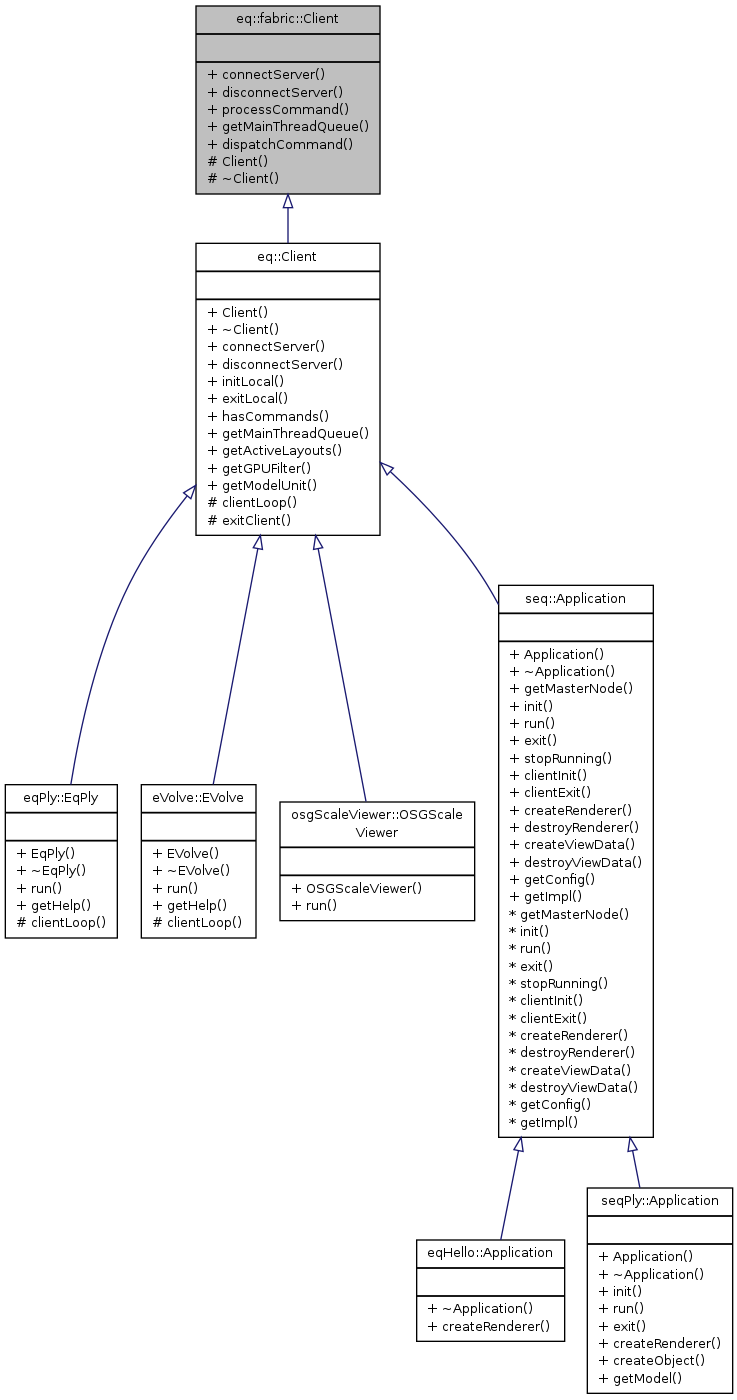 eq::fabric::Client
+ connectServer()
+ disconnectServer()
+ processCommand()
+ getMainThreadQueue()
+ dispatchCommand()
# Client()
# ~Client()
eq::Client
+ Client()
+ ~Client()
+ connectServer()
+ disconnectServer()
+ initLocal()
+ exitLocal()
+ hasCommands()
+ getMainThreadQueue()
+ getActiveLayouts()
+ getGPUFilter()
+ getModelUnit()
# clientLoop()
# exitClient()
eqPly::EqPly
+ EqPly()
+ ~EqPly()
+ run()
+ getHelp()
# clientLoop()
eVolve::EVolve
+ EVolve()
+ ~EVolve()
+ run()
+ getHelp()
# clientLoop()
osgScaleViewer::OSGScale
Viewer
+ OSGScaleViewer()
+ run()
seq::Application
+ Application()
+ ~Application()
+ getMasterNode()
+ init()
+ run()
+ exit()
+ stopRunning()
+ clientInit()
+ clientExit()
+ createRenderer()
+ destroyRenderer()
+ createViewData()
+ destroyViewData()
+ getConfig()
+ getImpl()
* getMasterNode()
* init()
* run()
* exit()
* stopRunning()
* clientInit()
* clientExit()
* createRenderer()
* destroyRenderer()
* createViewData()
* destroyViewData()
* getConfig()
* getImpl()
eqHello::Application
+ ~Application()
+ createRenderer()
seqPly::Application
+ Application()
+ ~Application()
+ init()
+ run()
+ exit()
+ createRenderer()
+ createObject()
+ getModel()